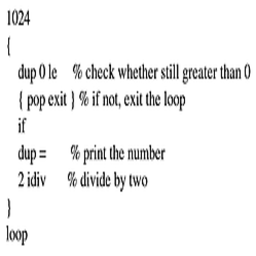 1024
{
dup 0 le % check whether still greater than 0
{ pop exit } % if not, exit the loop
if
dup = % print the number
2 idiv % divide by two
}
loop